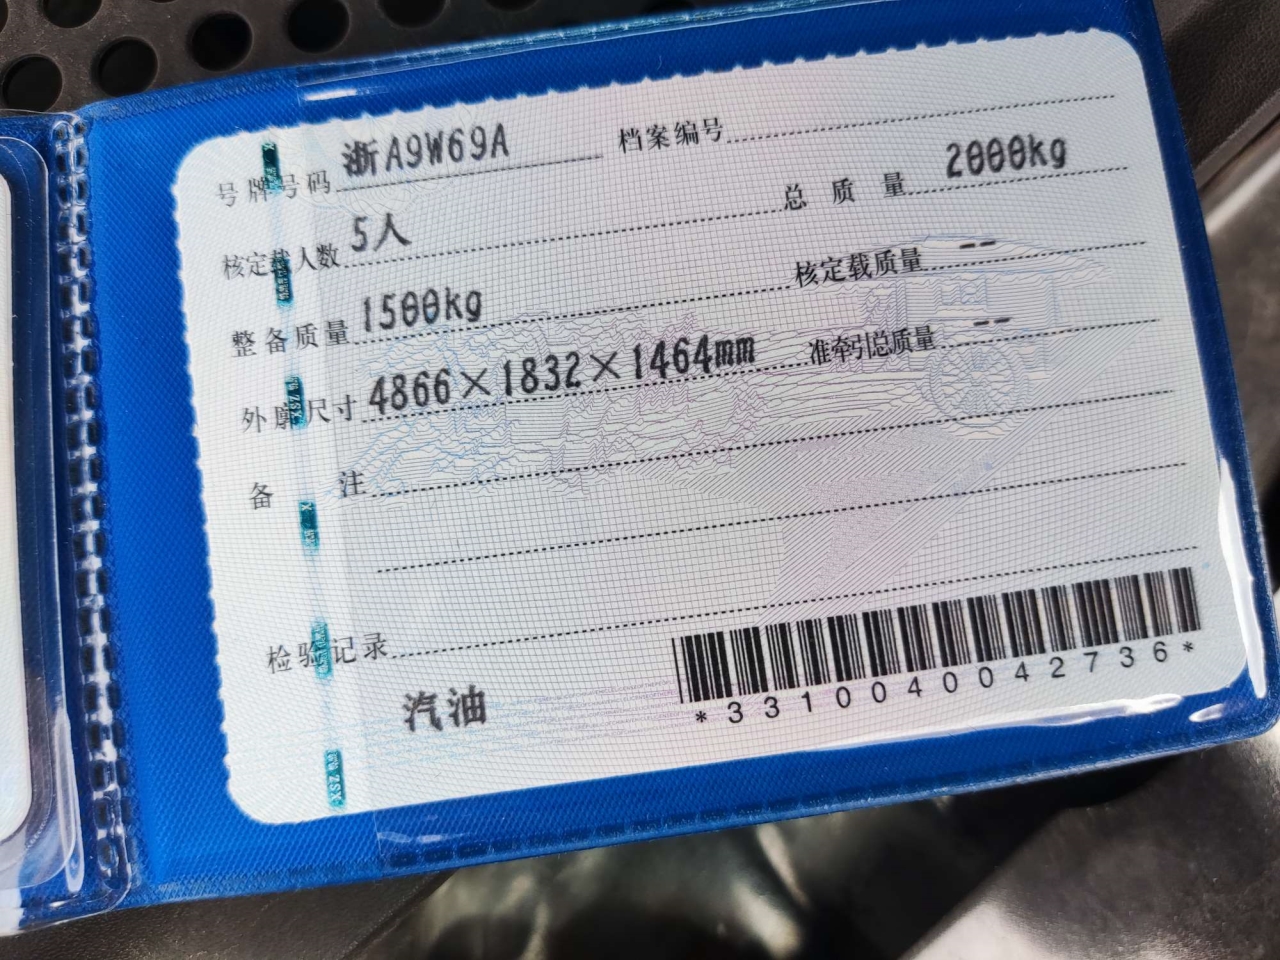 号牌号码 浙A9W69A 档案编号
核定载人数 5人 总质量 2000kg
整备质量 1500kg 核定载质量 --
外廓尺寸 4866×1832×1464mm 准牵引总质量 --
备注
检验记录
汽油
*3310040042736*